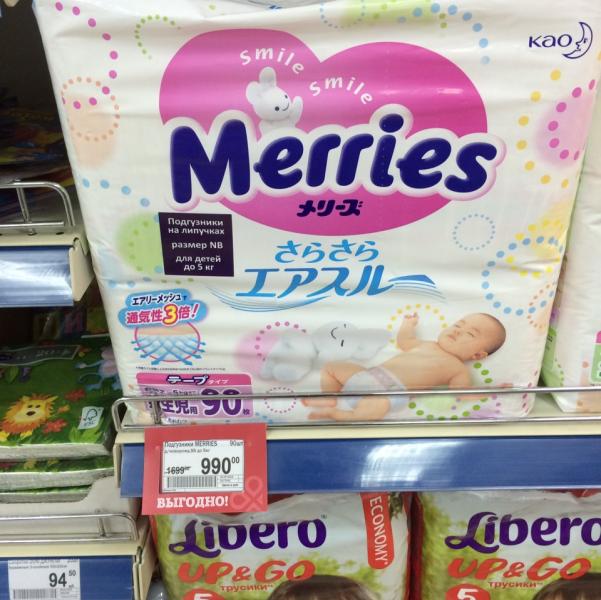 Smile Smile
Kao
Merries
メリーズ
Подгузники
на липучках
размер NB
для детей
до 5 кг
さらさら
エアスルー
エアリーメッシュで
通気性3倍!
テープタイプ
90枚
Подгузники MERRIES 90шт
1699
990 00
ВЫГОДНО!
Libero
UP&GO
трусики
5
ECONOMY
Libero
UP&GO
трусики
5
94 50